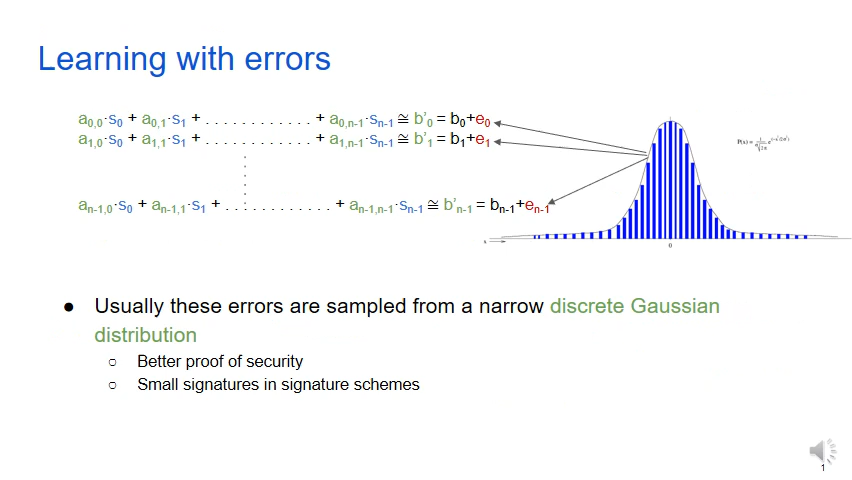 Learning with errors
a0,0·s0 + a0,1·s1 + . . . . . . . . . . . . + a0,n-1·sn-1 ≅ b'0 = b0+e0
a1,0·s0 + a1,1·s1 + . . . . . . . . . . . . + a1,n-1·sn-1 ≅ b'1 = b1+e1
an-1,0·s0 + an-1,1·s1 + . . . . . . . . . . . . + an-1,n-1·sn-1 ≅ b'n-1 = bn-1+en-1
x
0
● Usually these errors are sampled from a narrow discrete Gaussian
distribution
○ Better proof of security
○ Small signatures in signature schemes
1